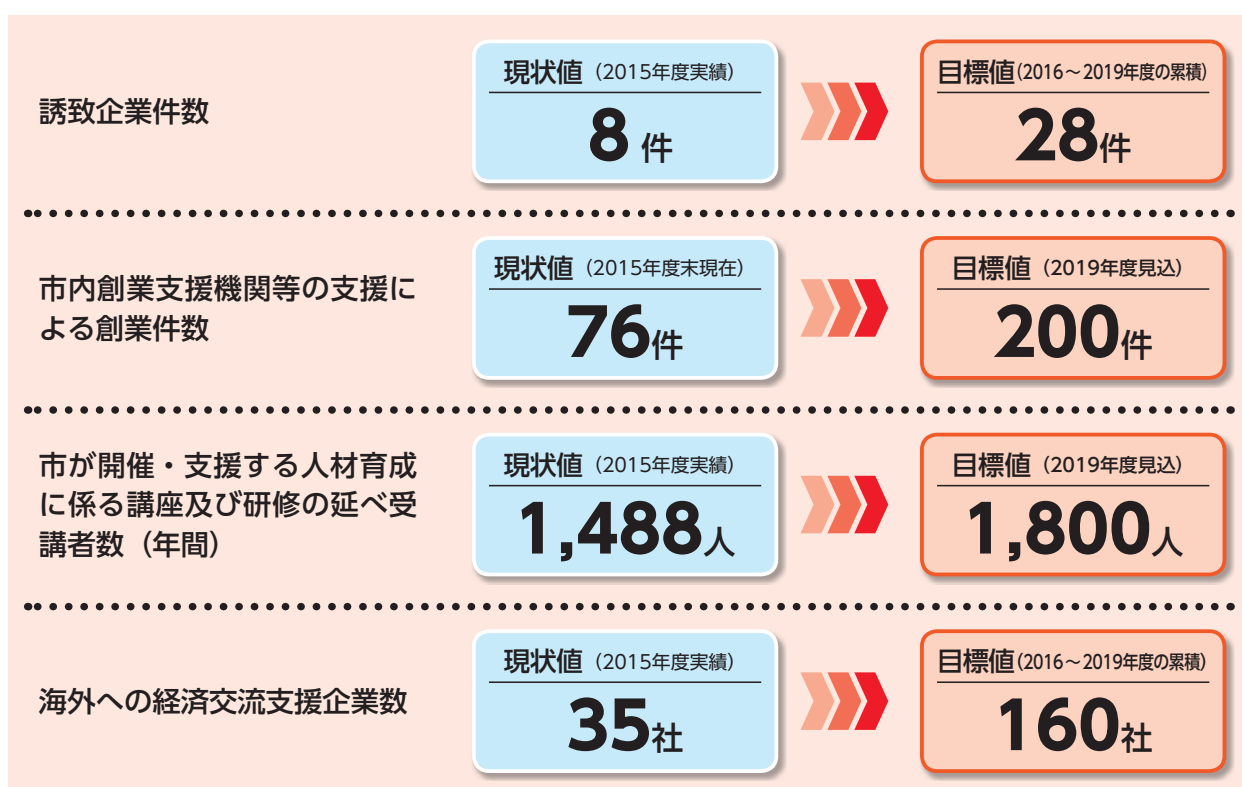 誘致企業件数
現状値（2015年度実績）
8件
目標値(2016～2019年度の累積)
28件
市内創業支援機関等の支援に
よる創業件数
現状値（2015年度末現在）
76件
目標値（2019年度見込）
200件
市が開催・支援する人材育成
に係る講座及び研修の延べ受
講者数（年間）
現状値（2015年度実績）
1,488人
目標値（2019年度見込）
1,800人
海外への経済交流支援企業数
現状値（2015年度実績）
35社
目標値(2016～2019年度の累積)
160社